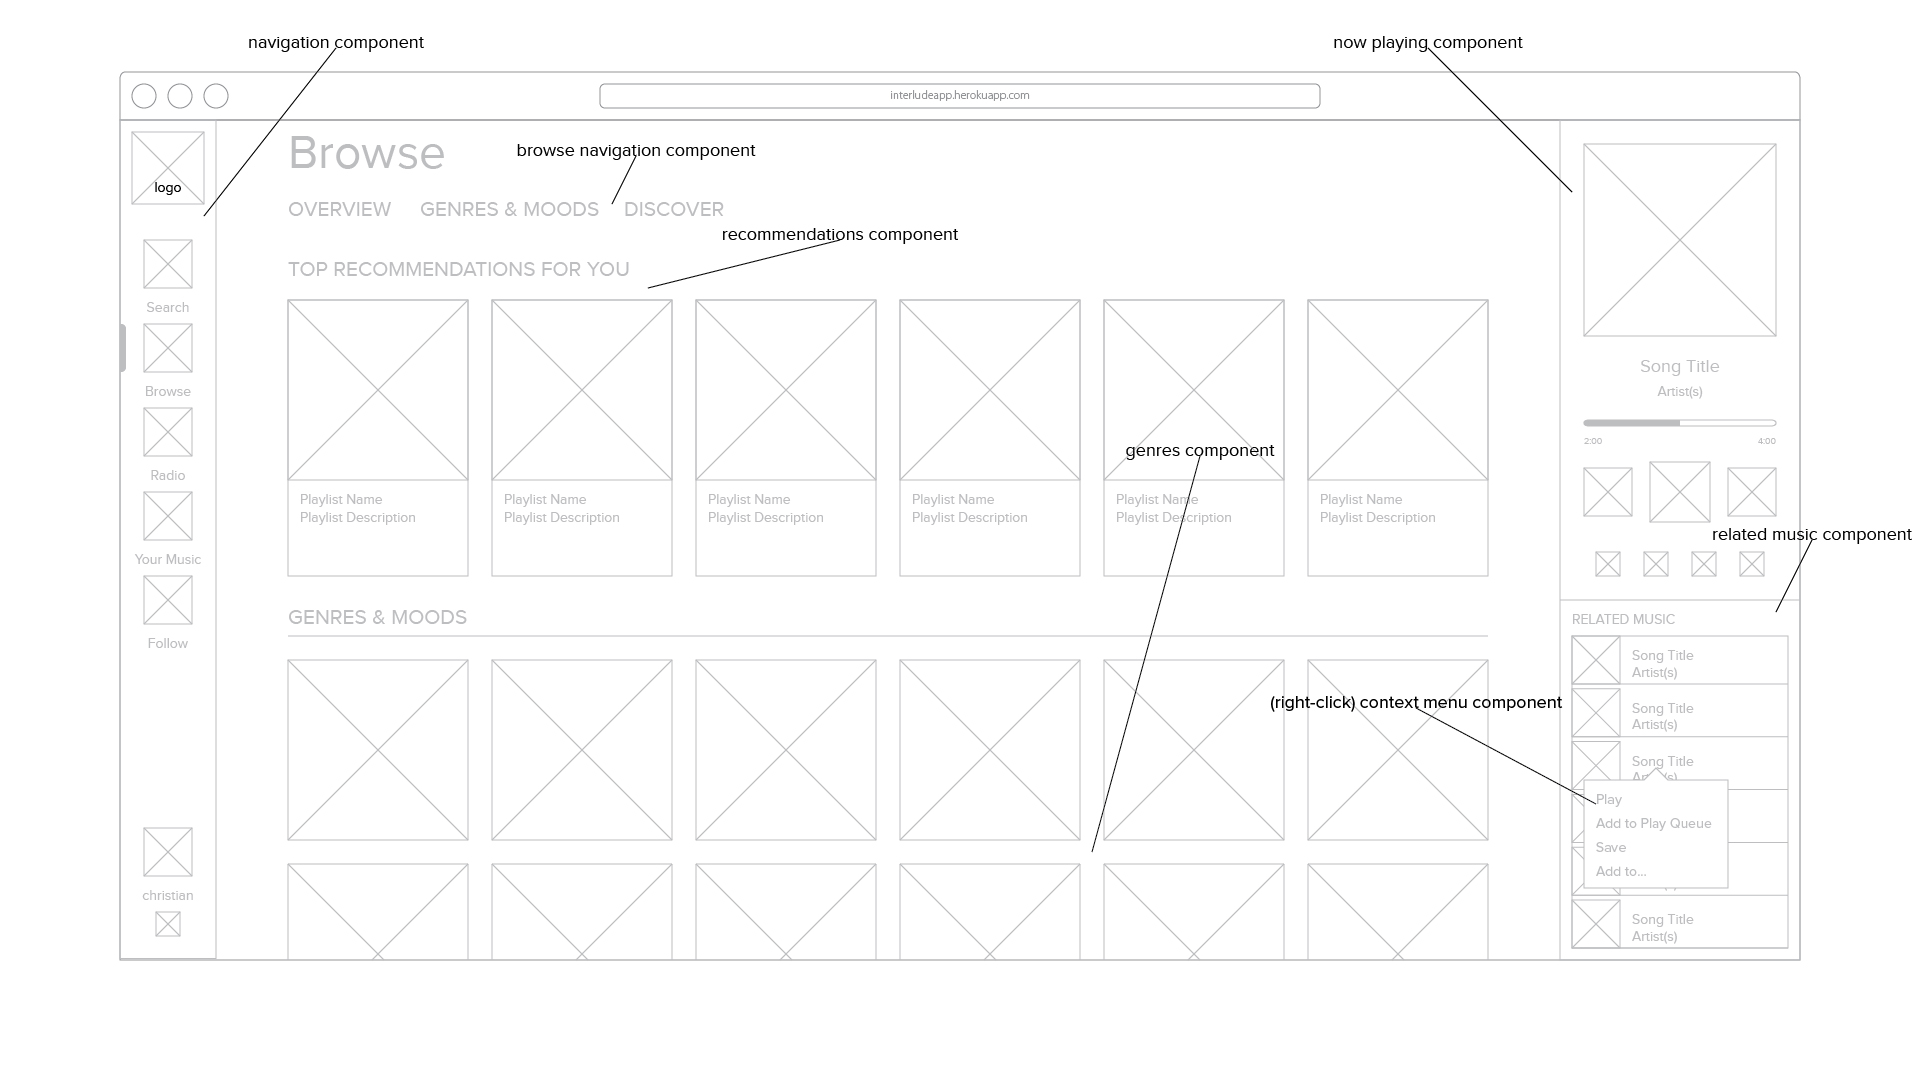 navigation component
now playing component
interludeapp.herokuapp.com
logo
Search
Browse
Radio
Your Music
Follow
christian
Browse
browse navigation component
OVERVIEW GENRES & MOODS DISCOVER
recommendations component
TOP RECOMMENDATIONS FOR YOU
genres component
Playlist Name
Playlist Description
Playlist Name
Playlist Description
Playlist Name
Playlist Description
Playlist Name
Playlist Description
Playlist Name
Playlist Description
Playlist Name
Playlist Description
GENRES & MOODS
(right-click) context menu component
Song Title
Artist(s)
2:00 4:00
related music component
RELATED MUSIC
Song Title
Artist(s)
Song Title
Artist(s)
Song Title
Play
Add to Play Queue
Save
Add to...
Song Title
Artist(s)